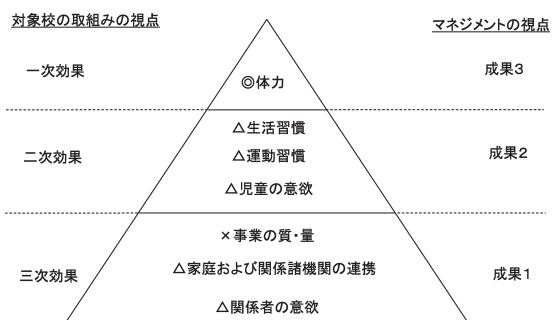 対象校の取組みの視点
マネジメントの視点
一次効果
◎体力
成果3
△生活習慣
二次効果
△運動習慣
成果2
△児童の意欲
×事業の質・量
三次効果
△家庭および関係諸機関の連携
成果1
△関係者の意欲